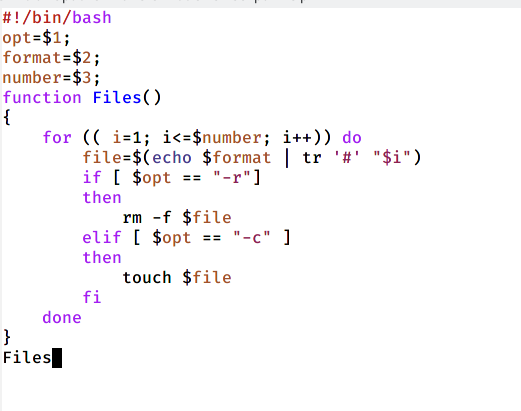 #!/bin/bash
opt=$1;
format=$2;
number=$3;
function Files()
{
    for (( i=1; i<=$number; i++)) do
        file=$(echo $format | tr '#' "$i")
        if [ $opt == "-r"]
        then
            rm -f $file
        elif [ $opt == "-c" ]
        then
            touch $file
        fi
    done
}
Files